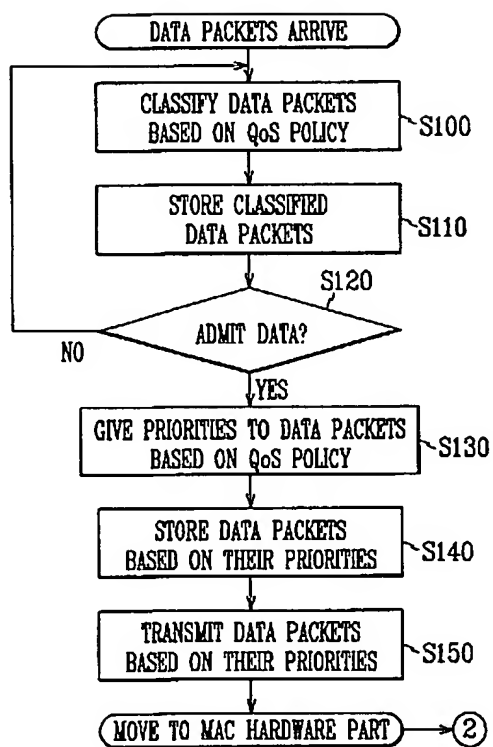 DATA PACKETS ARRIVE
CLASSIFY DATA PACKETS
BASED ON QoS POLICY
S100
STORE CLASSIFIED
DATA PACKETS
S110
S120
ADMIT DATA?
NO
YES
GIVE PRIORITIES TO DATA PACKETS
BASED ON QoS POLICY
S130
STORE DATA PACKETS
BASED ON THEIR PRIORITIES
S140
TRANSMIT DATA PACKETS
BASED ON THEIR PRIORITIES
S150
MOVE TO MAC HARDWARE PART
2